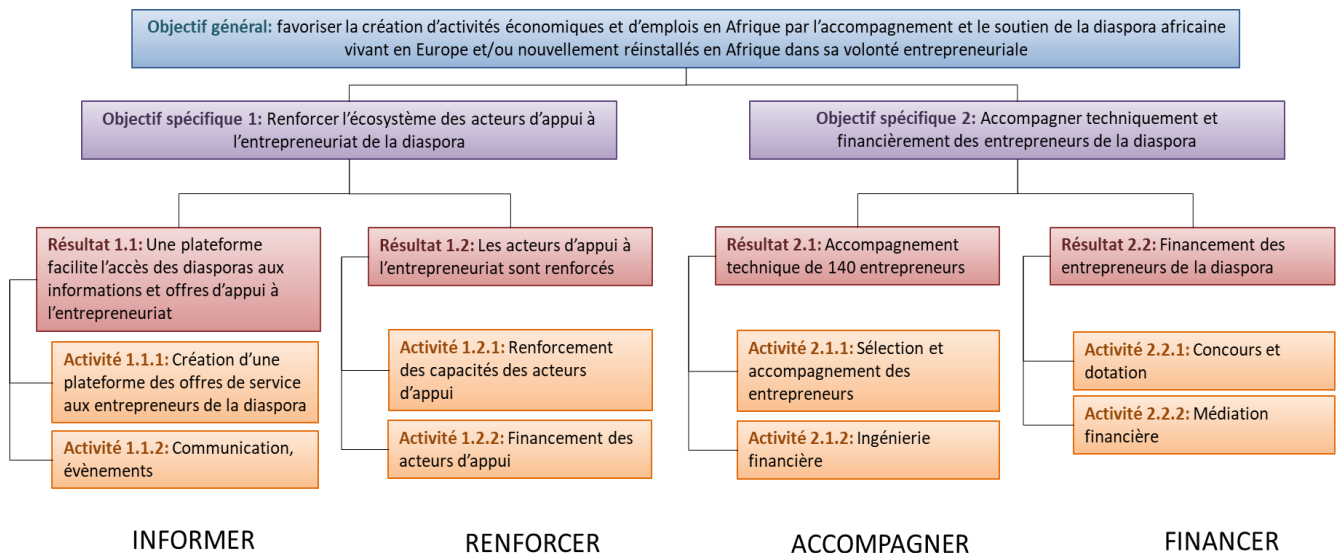 Objectif général: favoriser la création d’activités économiques et d’emplois en Afrique par l’accompagnement et le soutien de la diaspora africaine
vivant en Europe et/ou nouvellement réinstallés en Afrique dans sa volonté entrepreneuriale
Objectif spécifique 1: Renforcer l’écosystème des acteurs d’appui à
l’entrepreneuriat de la diaspora
Objectif spécifique 2: Accompagner techniquement et
financièrement des entrepreneurs de la diaspora
Résultat 1.1: Une plateforme
facilite l’accès des diasporas aux
informations et offres d’appui à
l’entrepreneuriat
Résultat 1.2: Les acteurs d’appui à
l’entrepreneuriat sont renforcés
Résultat 2.1: Accompagnement
technique de 140 entrepreneurs
Résultat 2.2: Financement des
entrepreneurs de la diaspora
Activité 1.1.1: Création d’une
plateforme des offres de service
aux entrepreneurs de la diaspora
Activité 1.2.1: Renforcement
des capacités des acteurs
d’appui
Activité 2.1.1: Sélection et
accompagnement des
entrepreneurs
Activité 2.2.1: Concours et
dotation
Activité 1.1.2: Communication,
évènements
Activité 1.2.2: Financement des
acteurs d’appui
Activité 2.1.2: Ingénierie
financière
Activité 2.2.2: Médiation
financière
INFORMER
RENFORCER
ACCOMPAGNER
FINANCER